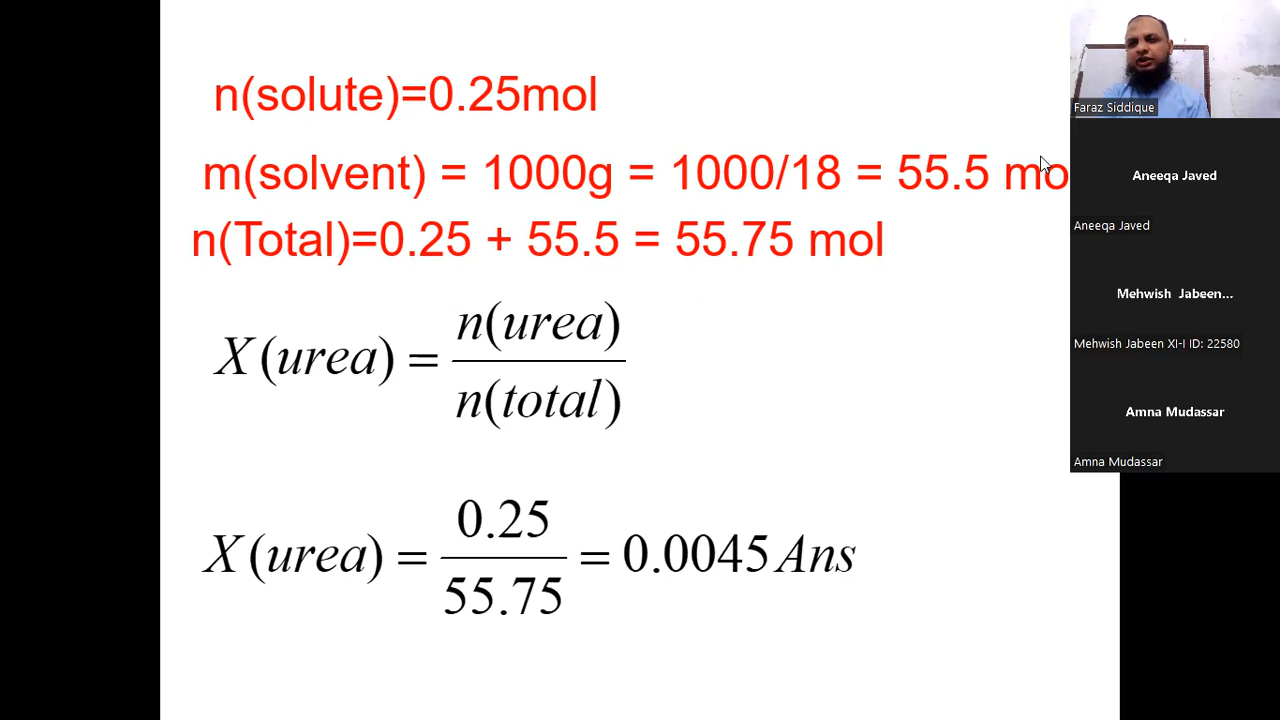 n(solute)=0.25mol
m(solvent) = 1000g = 1000/18 = 55.5 mo
n(Total)=0.25 + 55.5 = 55.75 mol
X(urea) = n(urea) / n(total)
X(urea) = 0.25 / 55.75 = 0.0045 Ans
Faraz Siddique
Aneeqa Javed
Aneeqa Javed
Mehwish Jabeen...
Mehwish Jabeen XI-I ID: 22580
Amna Mudassar
Amna Mudassar